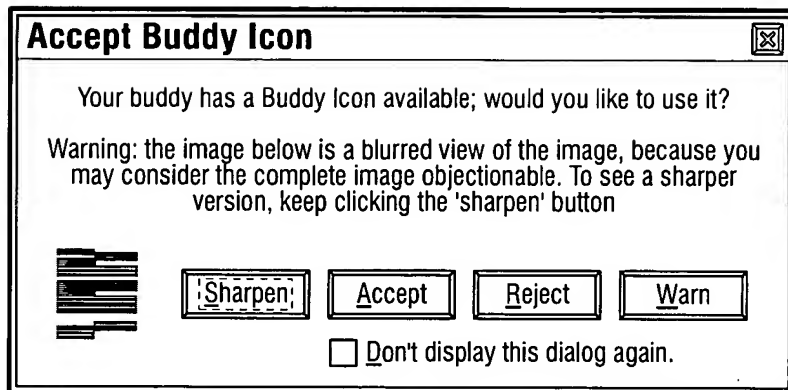 Accept Buddy Icon
Your buddy has a Buddy Icon available; would you like to use it?
Warning: the image below is a blurred view of the image, because you
may consider the complete image objectionable. To see a sharper
version, keep clicking the 'sharpen' button
Sharpen Accept Reject Warn
Don't display this dialog again.